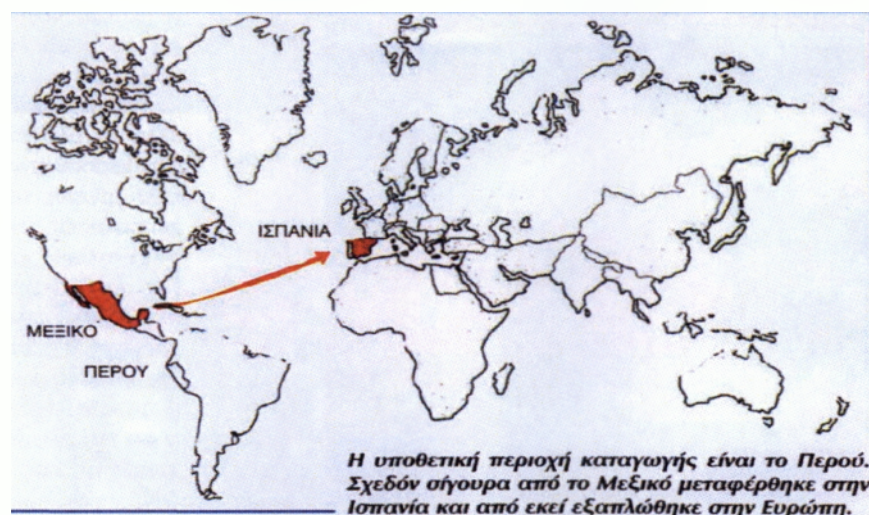 ΙΣΠΑΝΙΑ
ΜΕΞΙΚΟ
ΠΕΡΟΥ
Η υποθετική περιοχή καταγωγής είναι το Περού.
Σχεδόν σίγουρα από το Μεξικό μεταφέρθηκε στην
Ισπανία και από εκεί εξαπλώθηκε στην Ευρώπη.